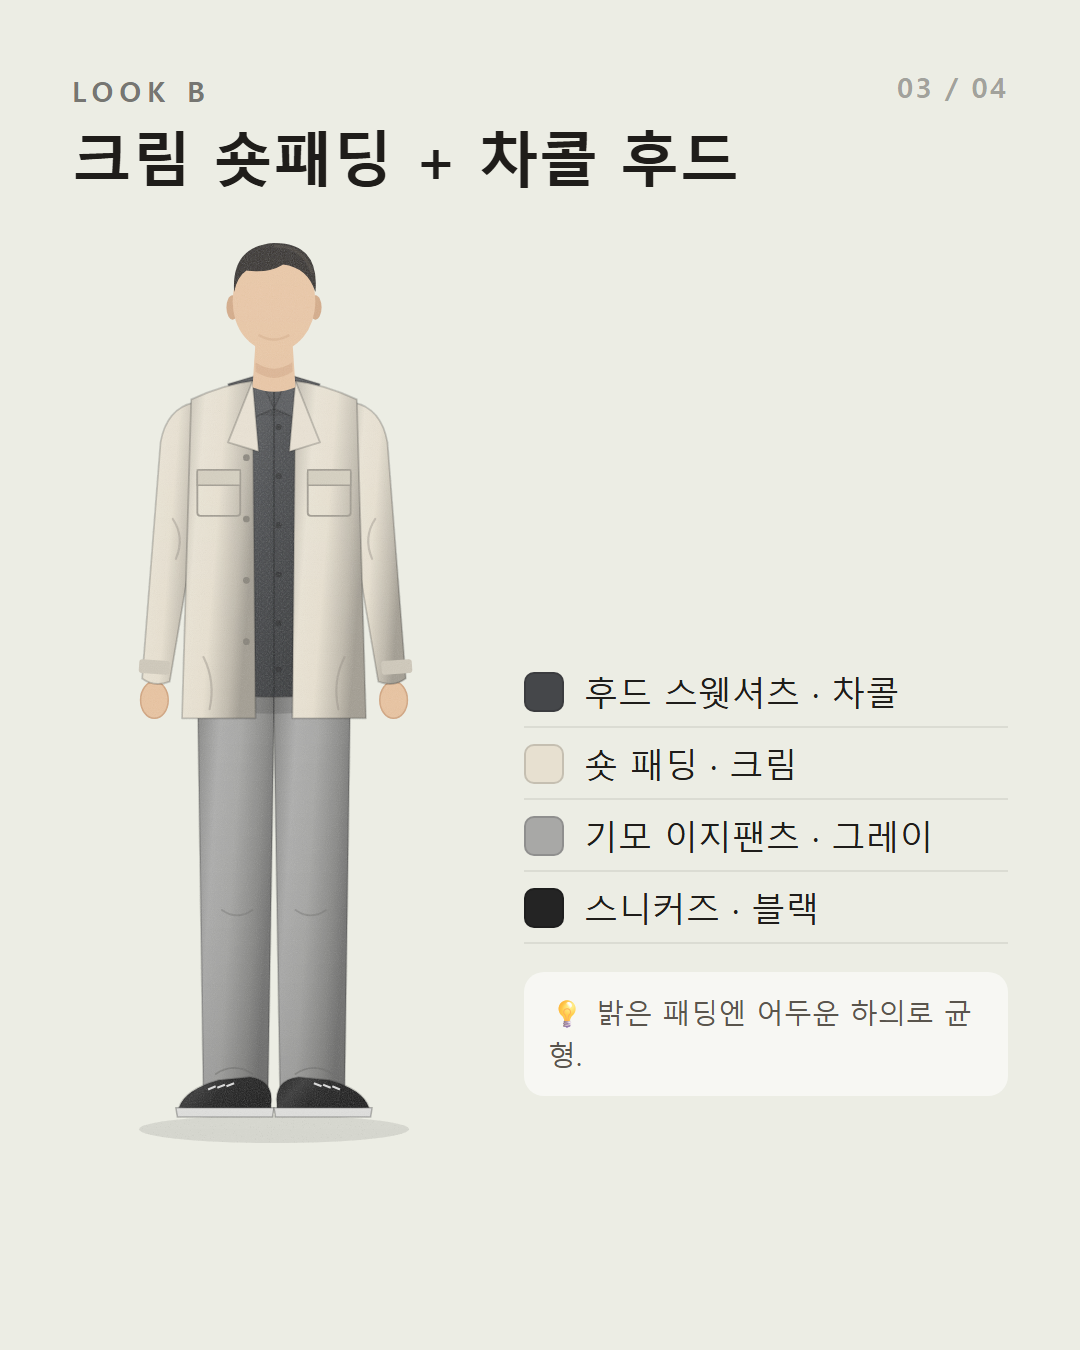 LOOK B
03 / 04
크림 숏패딩 + 차콜 후드
후드 스웻셔츠 · 차콜
숏 패딩 · 크림
기모 이지팬츠 · 그레이
스니커즈 · 블랙
💡 밝은 패딩엔 어두운 하의로 균
형.